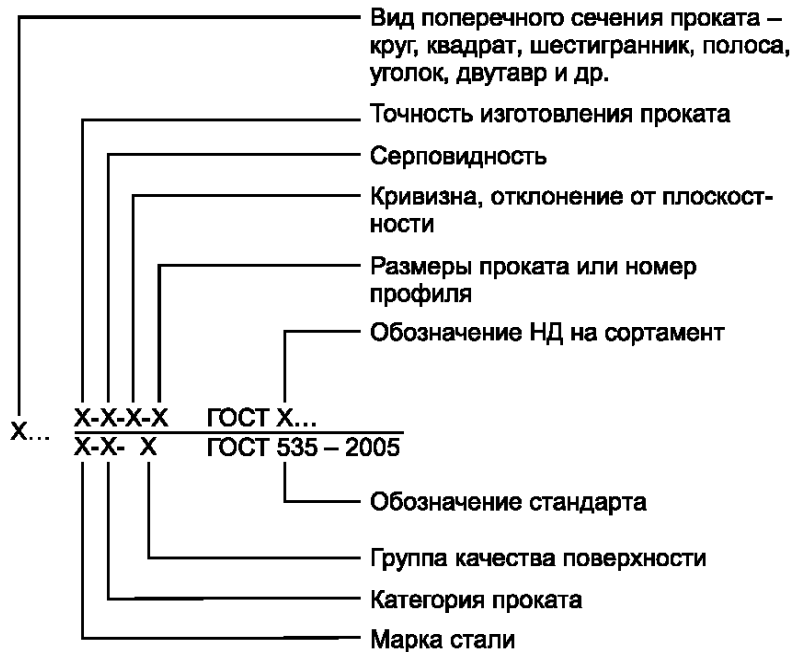 Вид поперечного сечения проката –
круг, квадрат, шестигранник, полоса,
уголок, двутавр и др.
Точность изготовления проката
Серповидность
Кривизна, отклонение от плоскост-
ности
Размеры проката или номер
профиля
Обозначение НД на сортамент
Х-Х-Х-Х ГОСТ Х...
Х...
Х-Х- Х ГОСТ 535 – 2005
Обозначение стандарта
Группа качества поверхности
Категория проката
Марка стали